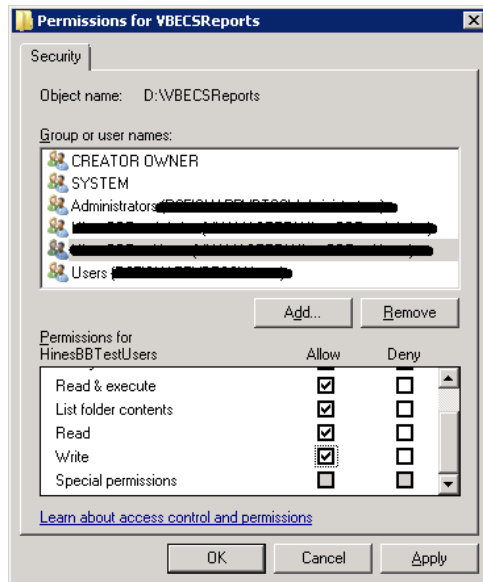 Permissions for VBECSReports
Security
Object name: D:\VBECSReports
Group or user names:
CREATOR OWNER
SYSTEM
Administrators
Users
Add... Remove
Permissions for
HinesBBTestUsers Allow Deny
Read & execute
List folder contents
Read
Write
Special permissions
Learn about access control and permissions
OK Cancel Apply